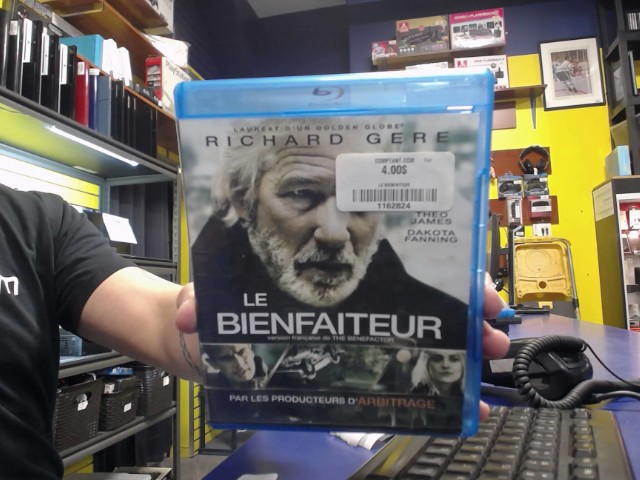 LAURÉAT D'UN GOLDEN GLOBE®
RICHARD GERE
COMPTANT.COM
4.00$
LE BIENFAITEUR
1162824
THEO
JAMES
DAKOTA
FANNING
LE
BIENFAITEUR
version française de THE BENEFACTOR
PAR LES PRODUCTEURS D'ARBITRAGE